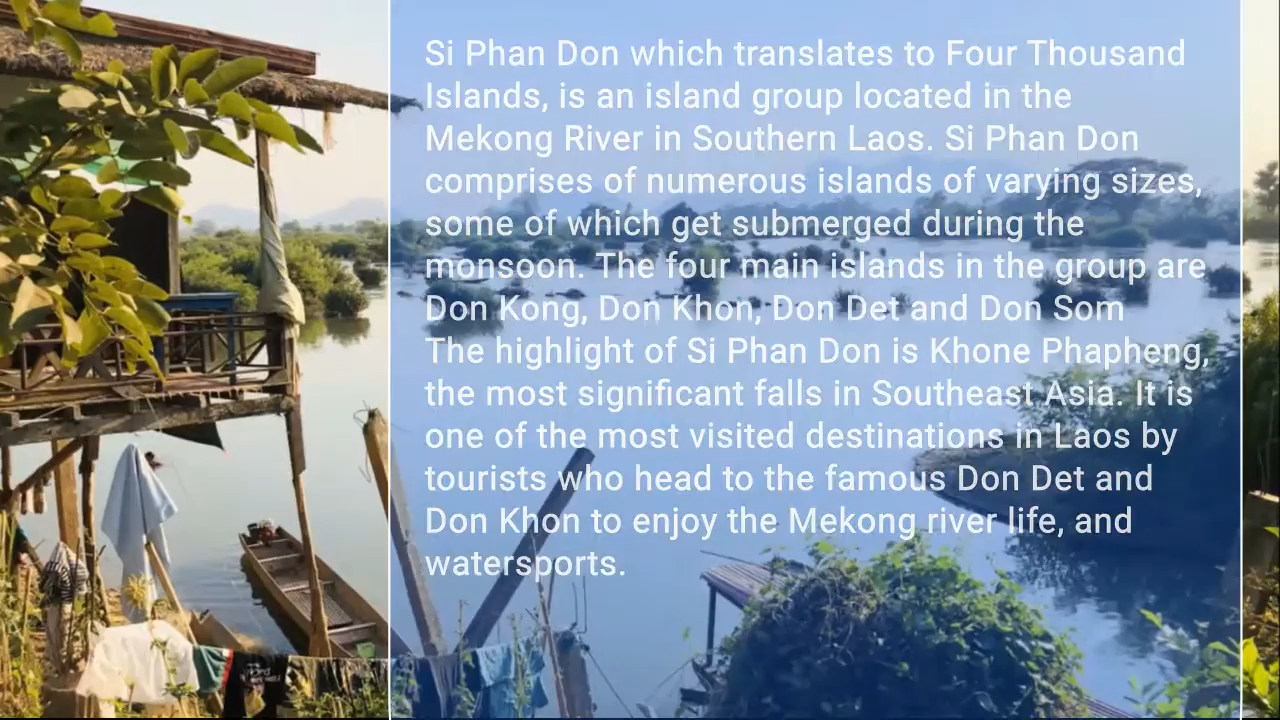 Si Phan Don which translates to Four Thousand
Islands, is an island group located in the
Mekong River in Southern Laos. Si Phan Don
comprises of numerous islands of varying sizes,
some of which get submerged during the
monsoon. The four main islands in the group are
Don Kong, Don Khon, Don Det and Don Som
The highlight of Si Phan Don is Khone Phapheng,
the most significant falls in Southeast Asia. It is
one of the most visited destinations in Laos by
tourists who head to the famous Don Det and
Don Khon to enjoy the Mekong river life, and
watersports.